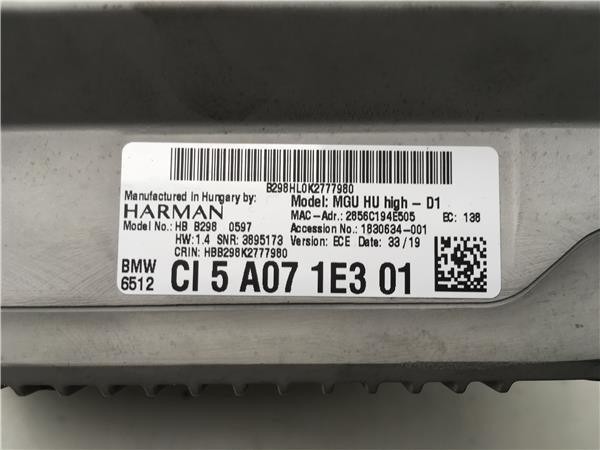 B298HL0K2777980
Manufactured in Hungary by: Model: MGU HU high - D1
HARMAN MAC-Adr.: 2856C194E505 EC: 138
Model No.: HB B298 0597 Accession No.: 1830634-001
HW: 1.4 SNR: 3895173 Version: ECE Date: 33/19
CRIN: HBB298K2777980
BMW
6512 CI 5 A07 1E3 01